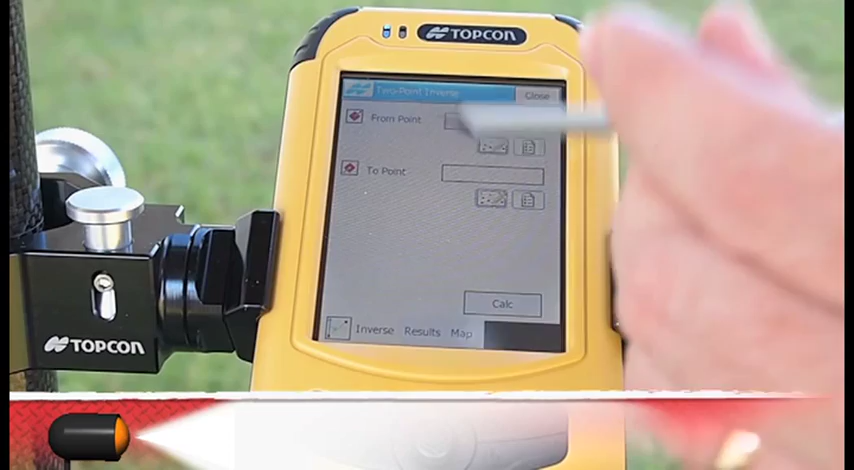 TOPCON
Two-Point Inverse
Close
From Point
To Point
Calc
Inverse Results Map
TOPCON